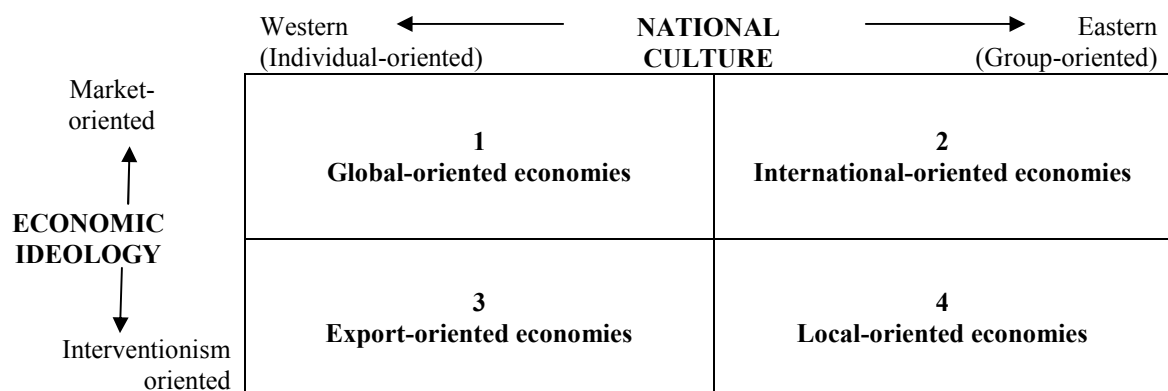 Western NATIONAL Eastern
(Individual-oriented) CULTURE (Group-oriented)
Market-
oriented
1
Global-oriented economies
2
International-oriented economies
ECONOMIC
IDEOLOGY
3
Export-oriented economies
4
Local-oriented economies
Interventionism
oriented